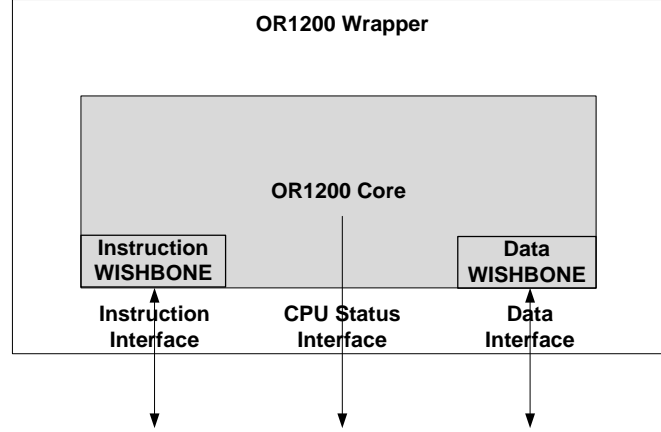 OR1200 Wrapper
OR1200 Core
Instruction
WISHBONE
Data
WISHBONE
Instruction
Interface
CPU Status
Interface
Data
Interface